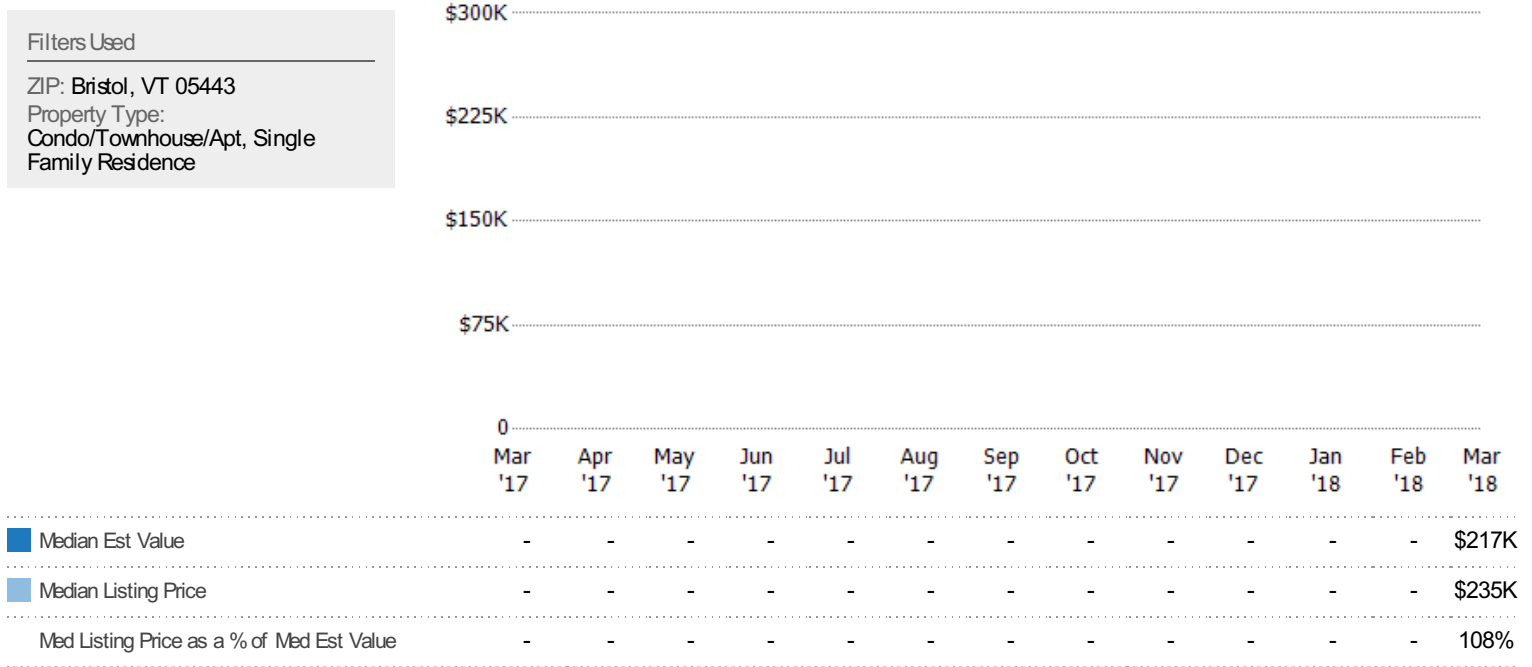 Filters Used
ZIP: Bristol, VT 05443
Property Type:
Condo/Townhouse/Apt, Single
Family Residence
$300K
$225K
$150K
$75K
0
Mar Apr May Jun Jul Aug Sep Oct Nov Dec Jan Feb Mar
'17 '17 '17 '17 '17 '17 '17 '17 '17 '17 '18 '18 '18
Median Est Value - - - - - - - - - - - - $217K
Median Listing Price - - - - - - - - - - - - $235K
Med Listing Price as a % of Med Est Value - - - - - - - - - - - - 108%